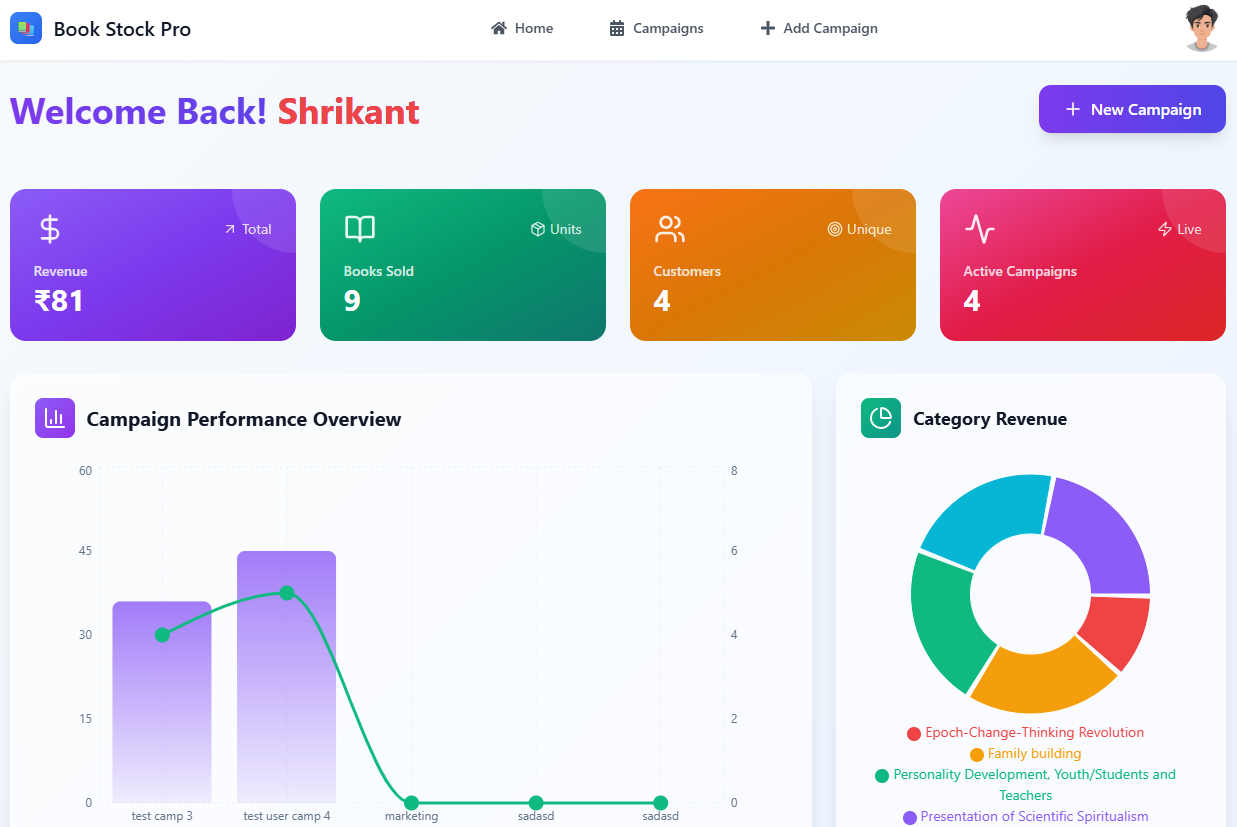 Book Stock Pro
Home
Campaigns
Add Campaign
Welcome Back! Shrikant
New Campaign
Total
Revenue
₹81
Units
Books Sold
9
Unique
Customers
4
Live
Active Campaigns
4
Campaign Performance Overview
60
45
30
15
0
8
6
4
2
0
test camp 3
test user camp 4
marketing
sadasd
sadasd
Category Revenue
Epoch-Change-Thinking Revolution
Family building
Personality Development, Youth/Students and
Teachers
Presentation of Scientific Spiritualism